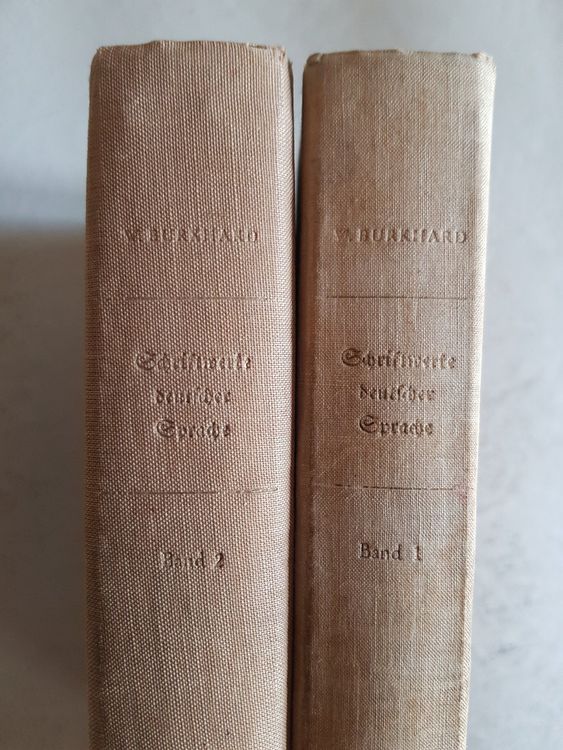 W. BURKHARD
Schriftwerke
deutscher
Sprache
Band 2
W. BURKHARD
Schriftwerke
deutscher
Sprache
Band 1